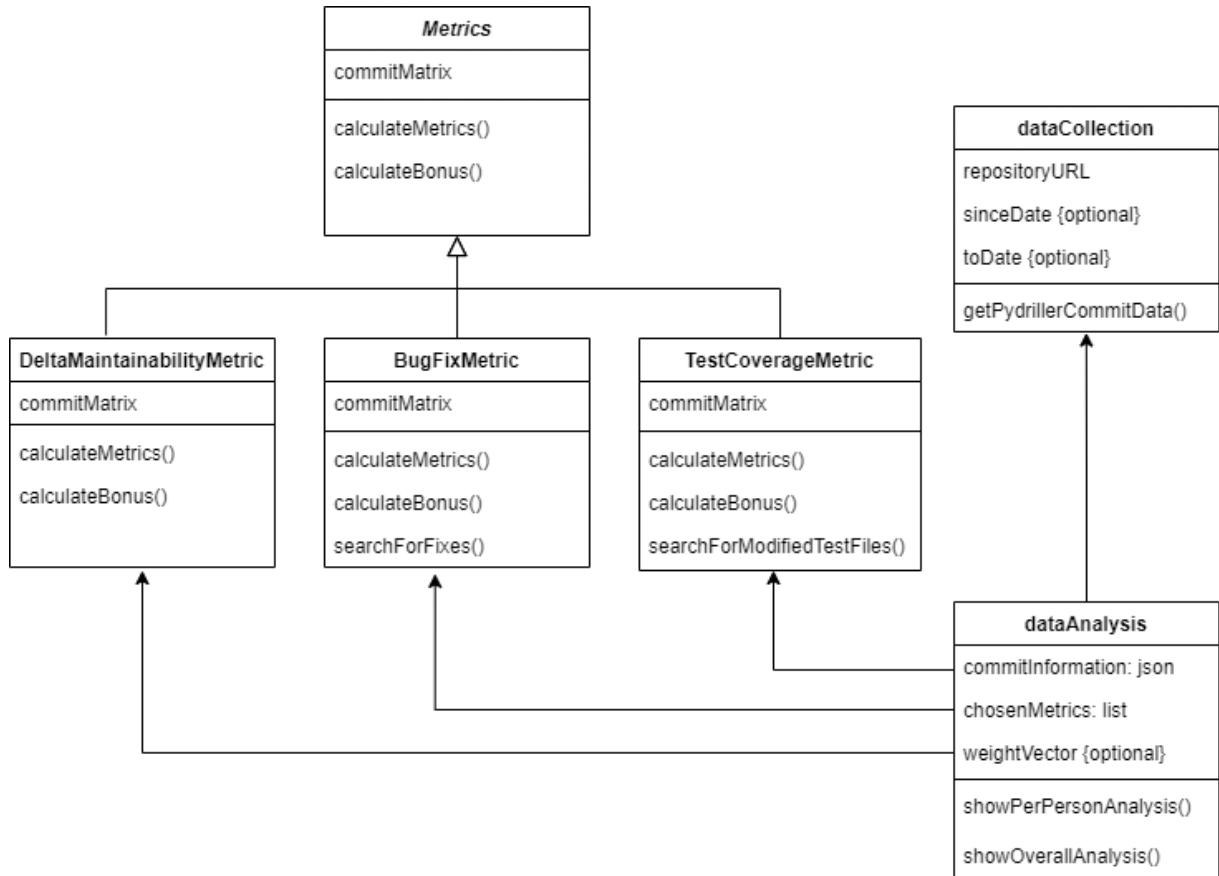 Metrics
commitMatrix
calculateMetrics()
calculateBonus()
dataCollection
repositoryURL
sinceDate {optional}
toDate {optional}
getPydrillerCommitData()
DeltaMaintainabilityMetric
commitMatrix
calculateMetrics()
calculateBonus()
BugFixMetric
commitMatrix
calculateMetrics()
calculateBonus()
searchForFixes()
TestCoverageMetric
commitMatrix
calculateMetrics()
calculateBonus()
searchForModifiedTestFiles()
dataAnalysis
commitInformation: json
chosenMetrics: list
weightVector {optional}
showPerPersonAnalysis()
showOverallAnalysis()